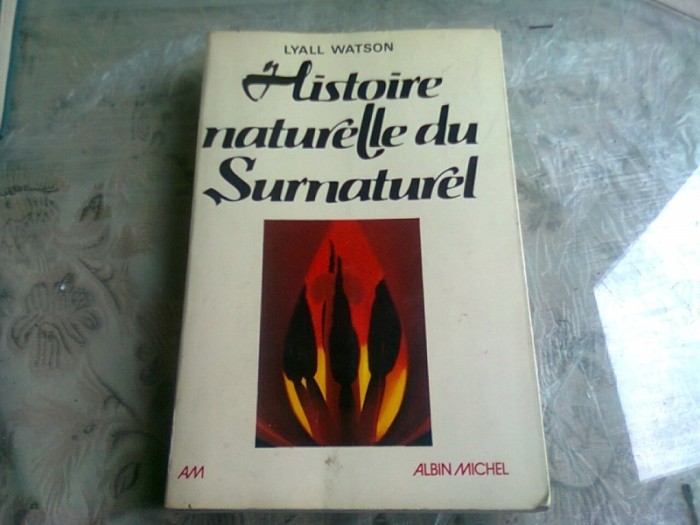 LYALL WATSON
Histoire
naturelle du
Surnaturel
AM
ALBIN MICHEL